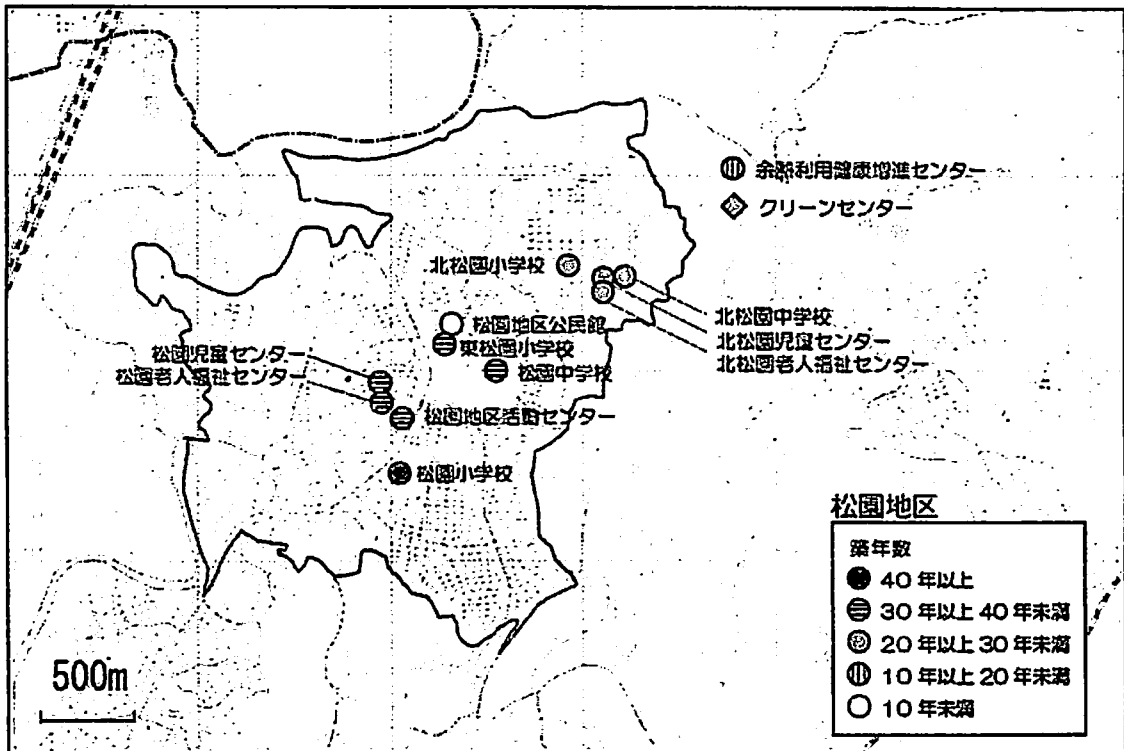 余熱利用健康増進センター
クリーンセンター
北松園小学校
北松園中学校
北松園児童センター
北松園老人福祉センター
松園地区公民館
東松園小学校
松園児童センター
松園老人福祉センター
松園中学校
松園地区活動センター
松園小学校
松園地区
築年数
40年以上
30年以上40年未満
20年以上30年未満
10年以上20年未満
10年未満
500m